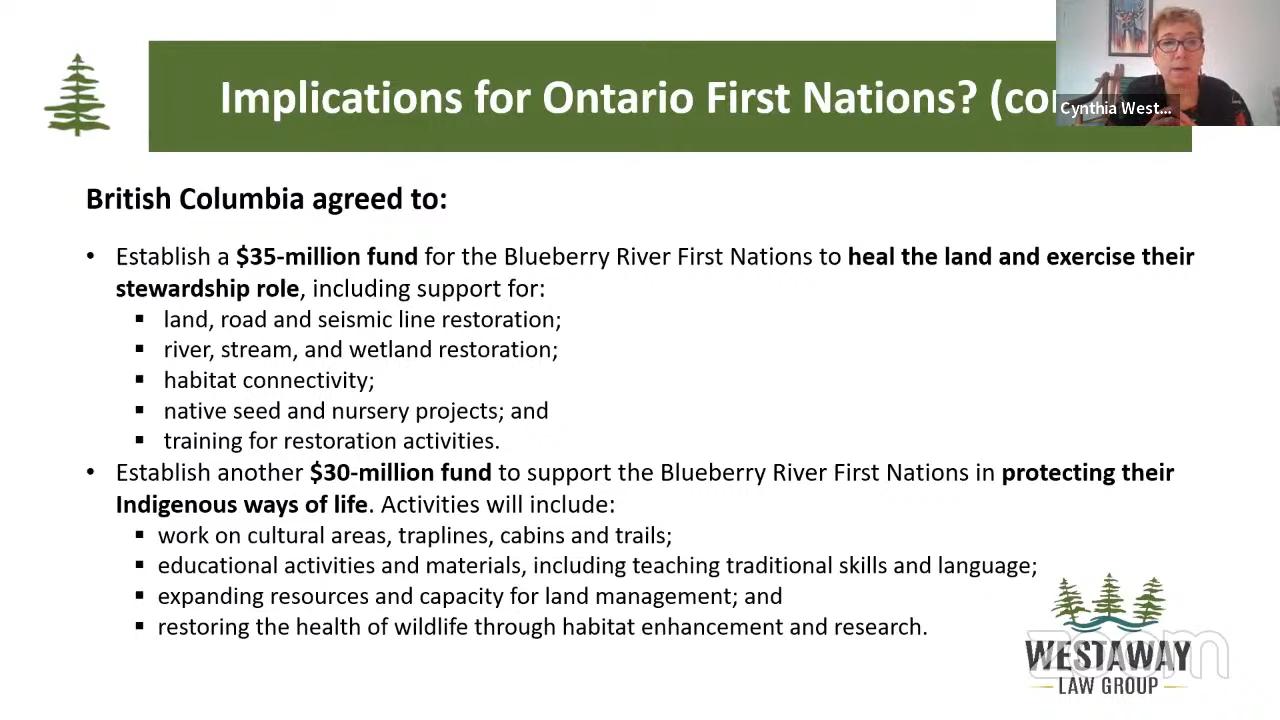 Implications for Ontario First Nations? (co
Cynthia West...
British Columbia agreed to:
• Establish a $35-million fund for the Blueberry River First Nations to heal the land and exercise their
stewardship role, including support for:
▪ land, road and seismic line restoration;
▪ river, stream, and wetland restoration;
▪ habitat connectivity;
▪ native seed and nursery projects; and
▪ training for restoration activities.
• Establish another $30-million fund to support the Blueberry River First Nations in protecting their
Indigenous ways of life. Activities will include:
▪ work on cultural areas, traplines, cabins and trails;
▪ educational activities and materials, including teaching traditional skills and language;
▪ expanding resources and capacity for land management; and
▪ restoring the health of wildlife through habitat enhancement and research.
WESTAWAY
zoom
LAW GROUP